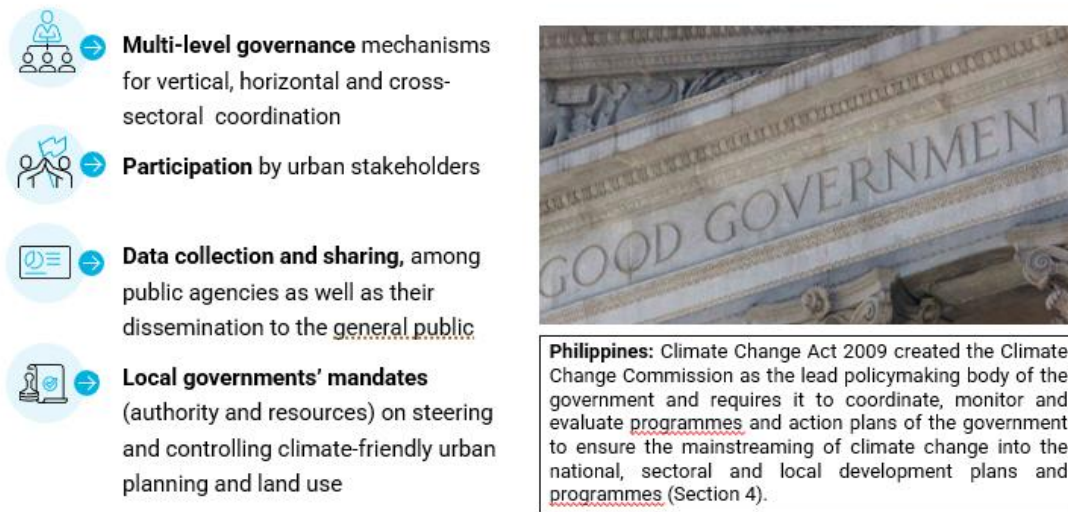 Multi-level governance mechanisms
for vertical, horizontal and cross-
sectoral coordination
Participation by urban stakeholders
Data collection and sharing, among
public agencies as well as their
dissemination to the general public
Local governments’ mandates
(authority and resources) on steering
and controlling climate-friendly urban
planning and land use
GOOD GOVERNMENT
Philippines: Climate Change Act 2009 created the Climate
Change Commission as the lead policymaking body of the
government and requires it to coordinate, monitor and
evaluate programmes and action plans of the government
to ensure the mainstreaming of climate change into the
national, sectoral and local development plans and
programmes (Section 4).